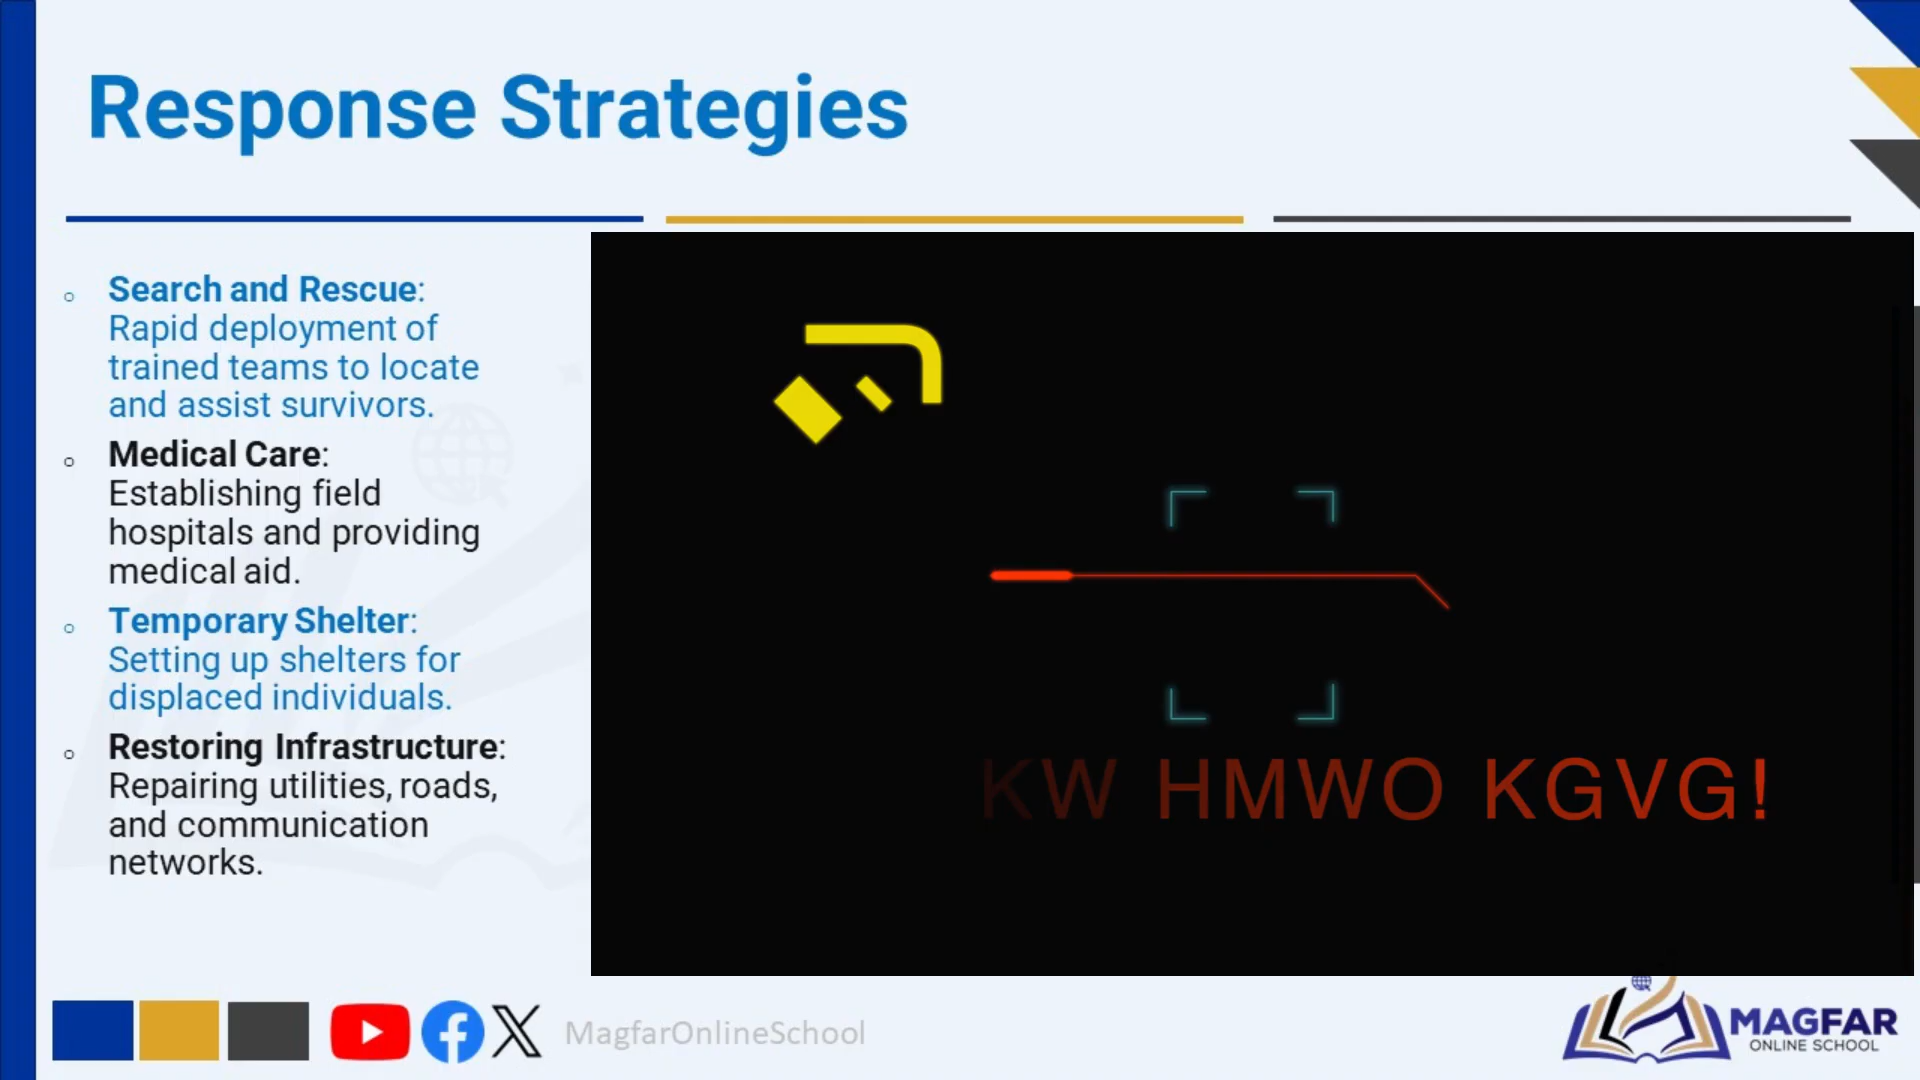 Response Strategies
Search and Rescue:
Rapid deployment of
trained teams to locate
and assist survivors.
Medical Care:
Establishing field
hospitals and providing
medical aid.
Temporary Shelter:
Setting up shelters for
displaced individuals.
Restoring Infrastructure:
Repairing utilities, roads,
and communication
networks.
KW HMWO KGVG!
MagfarOnlineSchool
MAGFAR
ONLINE SCHOOL